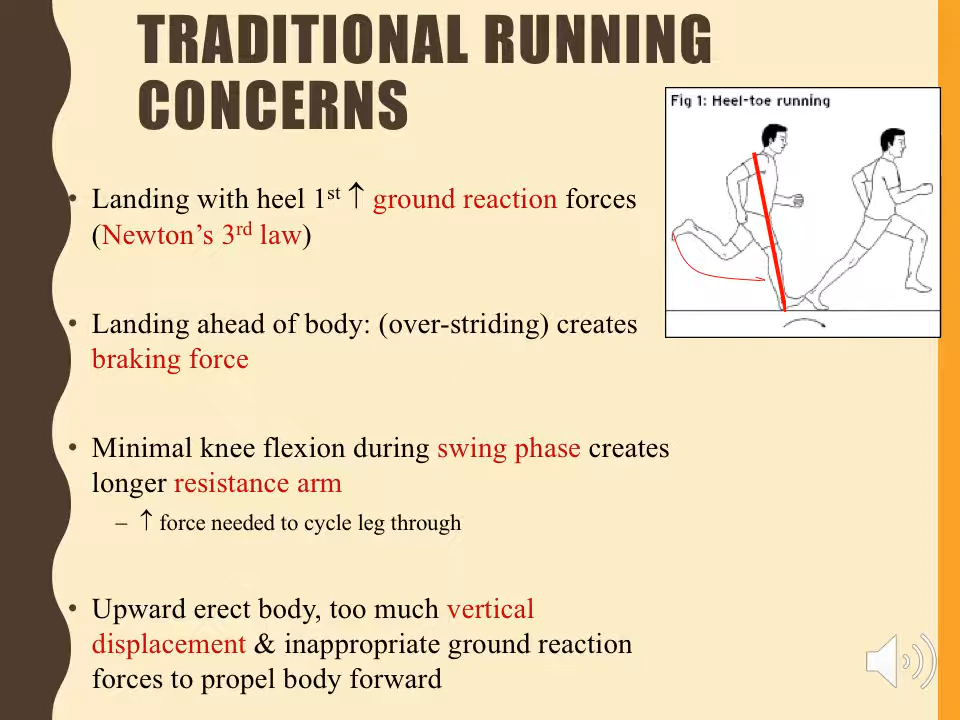 TRADITIONAL RUNNING
CONCERNS
Fig 1: Heel-toe running
• Landing with heel 1st ↑ ground reaction forces
(Newton’s 3rd law)
• Landing ahead of body: (over-striding) creates
braking force
• Minimal knee flexion during swing phase creates
longer resistance arm
– ↑ force needed to cycle leg through
• Upward erect body, too much vertical
displacement & inappropriate ground reaction
forces to propel body forward